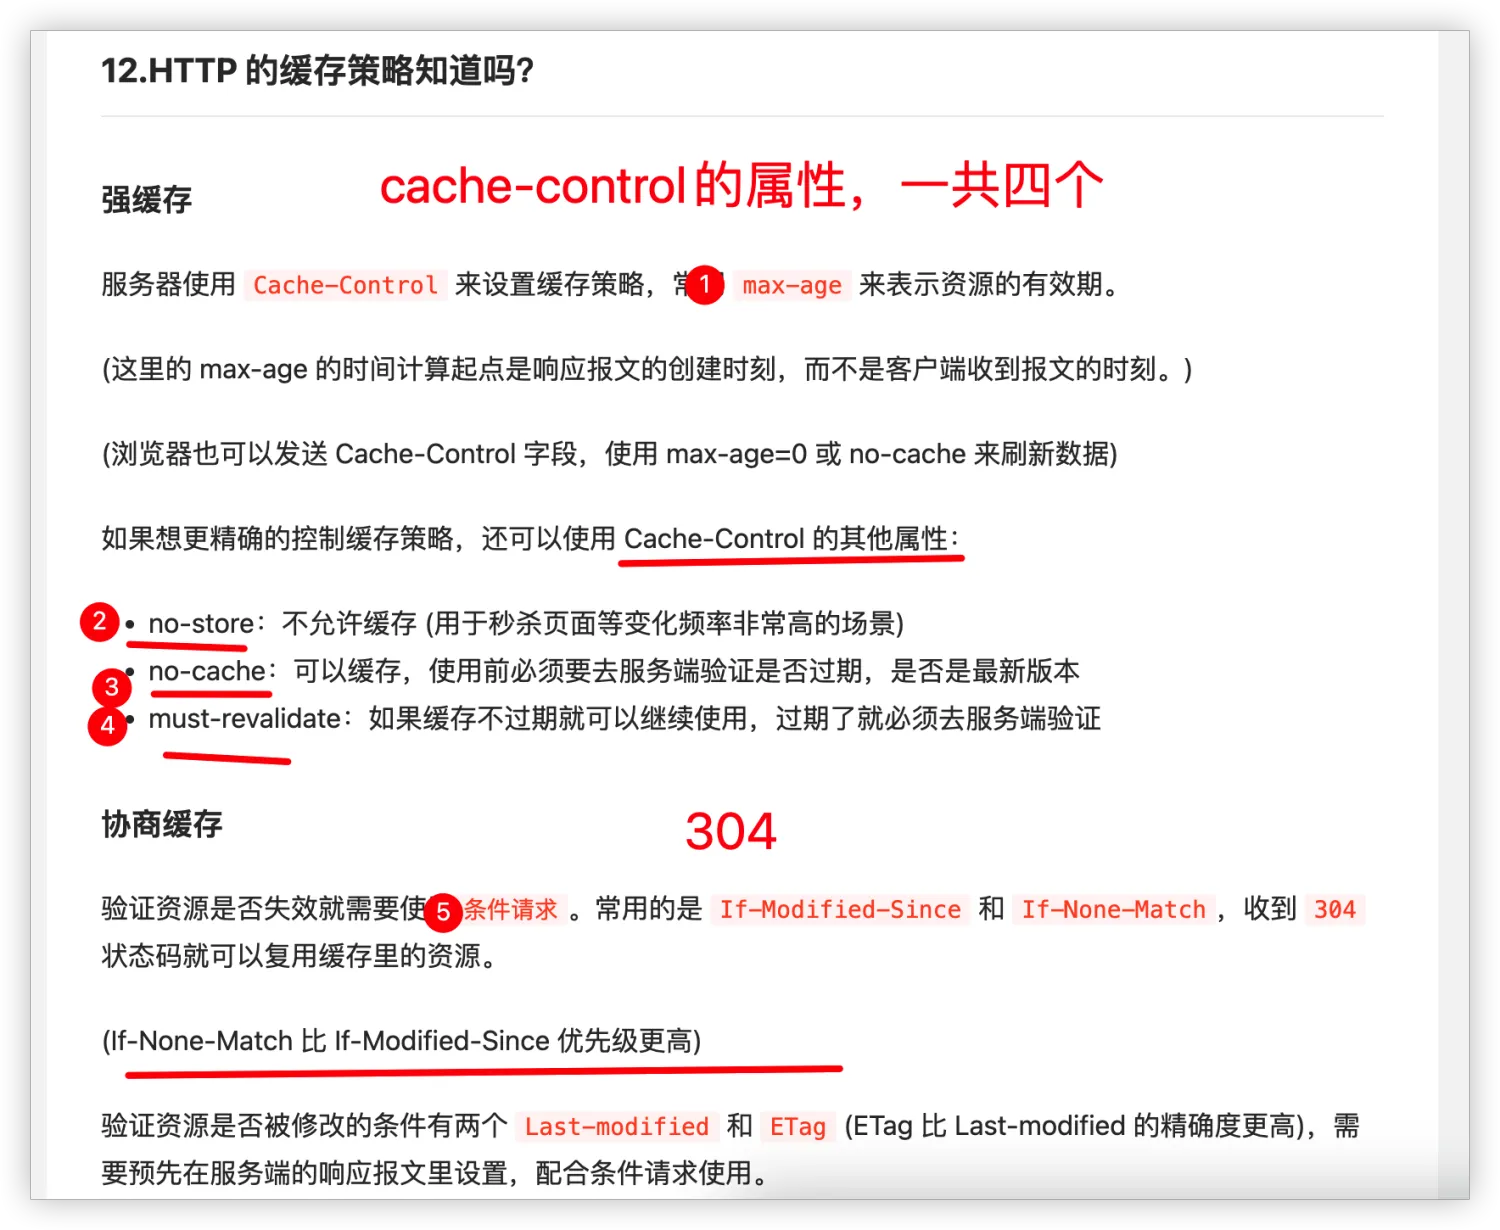 12.HTTP 的缓存策略知道吗?
cache-control的属性，一共四个
强缓存
服务器使用 Cache-Control 来设置缓存策略，常 1 max-age 来表示资源的有效期。
(这里的 max-age 的时间计算起点是响应报文的创建时刻，而不是客户端收到报文的时刻。)
(浏览器也可以发送 Cache-Control 字段，使用 max-age=0 或 no-cache 来刷新数据)
如果想更精确的控制缓存策略，还可以使用 Cache-Control 的其他属性：
2 • no-store：不允许缓存 (用于秒杀页面等变化频率非常高的场景)
3 • no-cache：可以缓存，使用前必须要去服务端验证是否过期，是否是最新版本
4 • must-revalidate：如果缓存不过期就可以继续使用，过期了就必须去服务端验证
协商缓存
304
验证资源是否失效就需要使 5 条件请求 。常用的是 If-Modified-Since 和 If-None-Match ，收到 304
状态码就可以复用缓存里的资源。
(If-None-Match 比 If-Modified-Since 优先级更高)
验证资源是否被修改的条件有两个 Last-modified 和 ETag (ETag 比 Last-modified 的精确度更高)，需
要预先在服务端的响应报文里设置，配合条件请求使用。